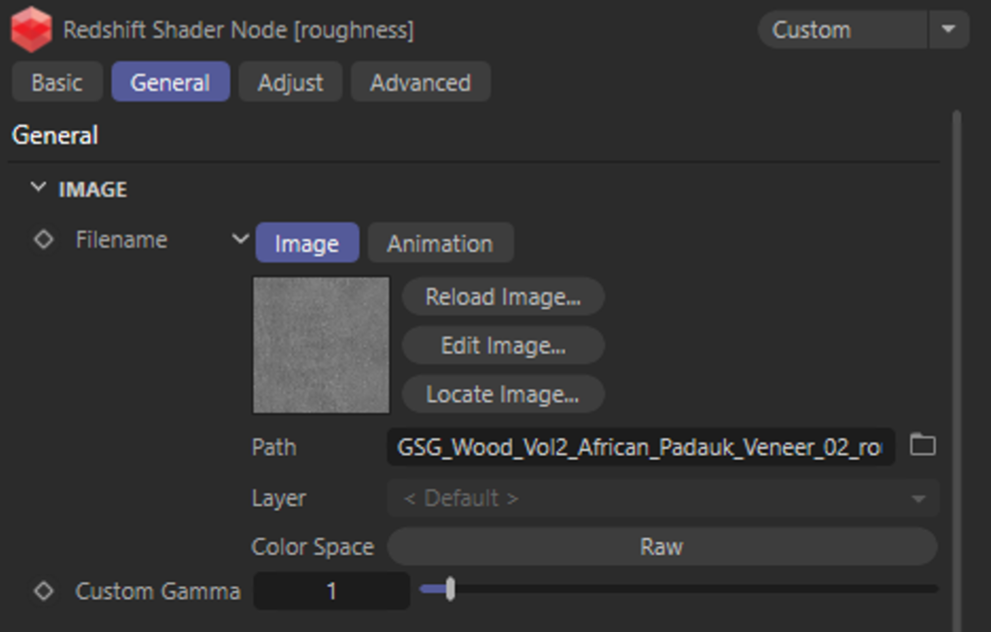 Redshift Shader Node [roughness] Custom
Basic General Adjust Advanced
General
IMAGE
Filename Image Animation
Reload Image...
Edit Image...
Locate Image...
Path GSG_Wood_Vol2_African_Padauk_Veneer_02_ro
Layer < Default >
Color Space Raw
Custom Gamma 1